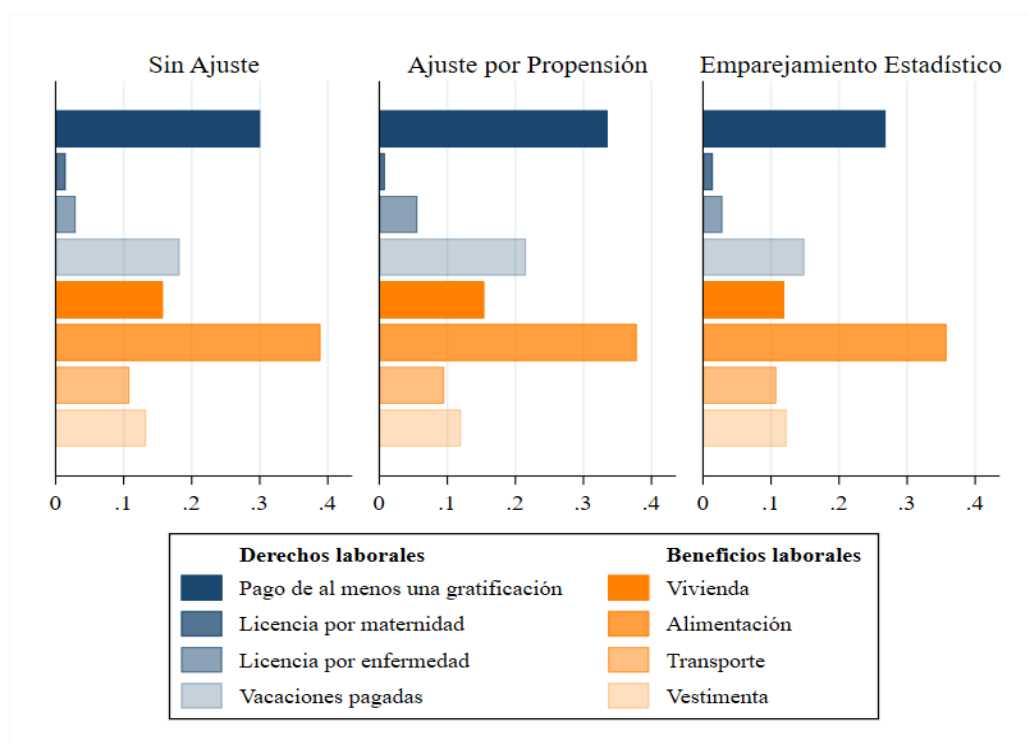 Sin Ajuste
Ajuste por Propensión
Emparejamiento Estadístico
0 .1 .2 .3 .4
0 .1 .2 .3 .4
0 .1 .2 .3 .4
Derechos laborales
Pago de al menos una gratificación
Licencia por maternidad
Licencia por enfermedad
Vacaciones pagadas
Beneficios laborales
Vivienda
Alimentación
Transporte
Vestimenta